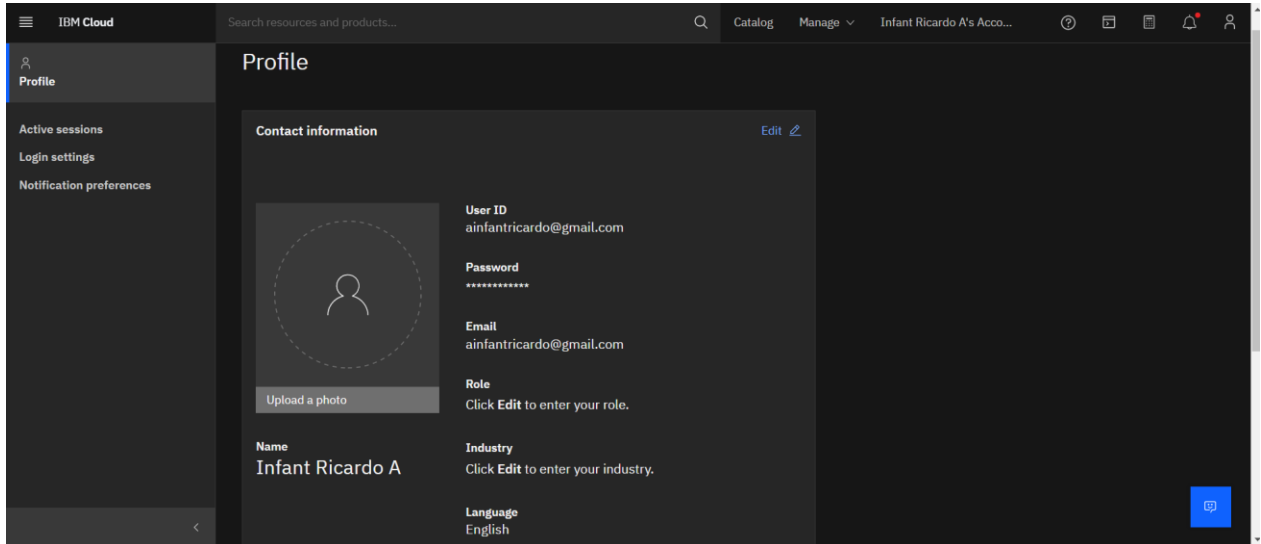 IBM Cloud
Search resources and products...
Catalog
Manage
Infant Ricardo A's Acco...
Profile
Active sessions
Login settings
Notification preferences
Profile
Contact information
Edit
Upload a photo
Name
Infant Ricardo A
User ID
ainfantricardo@gmail.com
Password
************
Email
ainfantricardo@gmail.com
Role
Click Edit to enter your role.
Industry
Click Edit to enter your industry.
Language
English